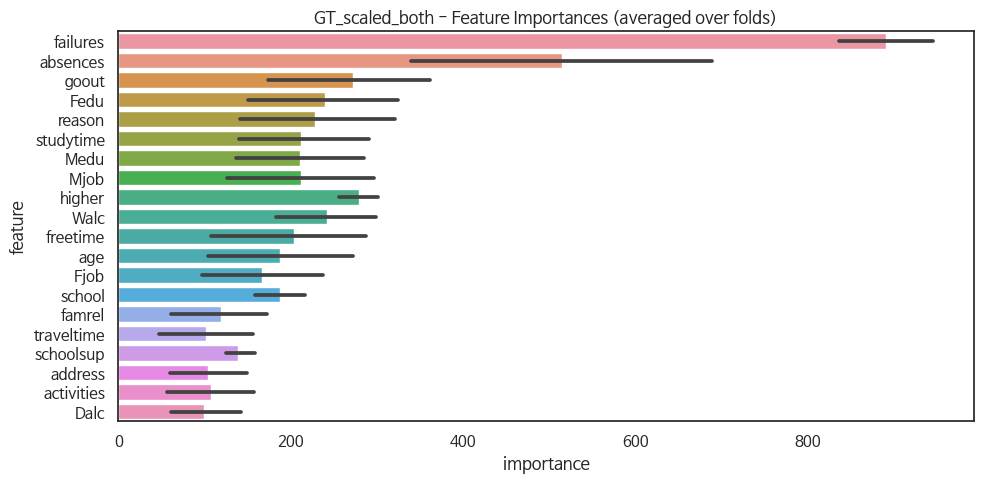 GT_scaled_both - Feature Importances (averaged over folds)
failures
absences
goout
Fedu
reason
studytime
Medu
Mjob
higher
Walc
freetime
age
Fjob
school
famrel
traveltime
schoolsup
address
activities
Dalc
feature
0 200 400 600 800
importance